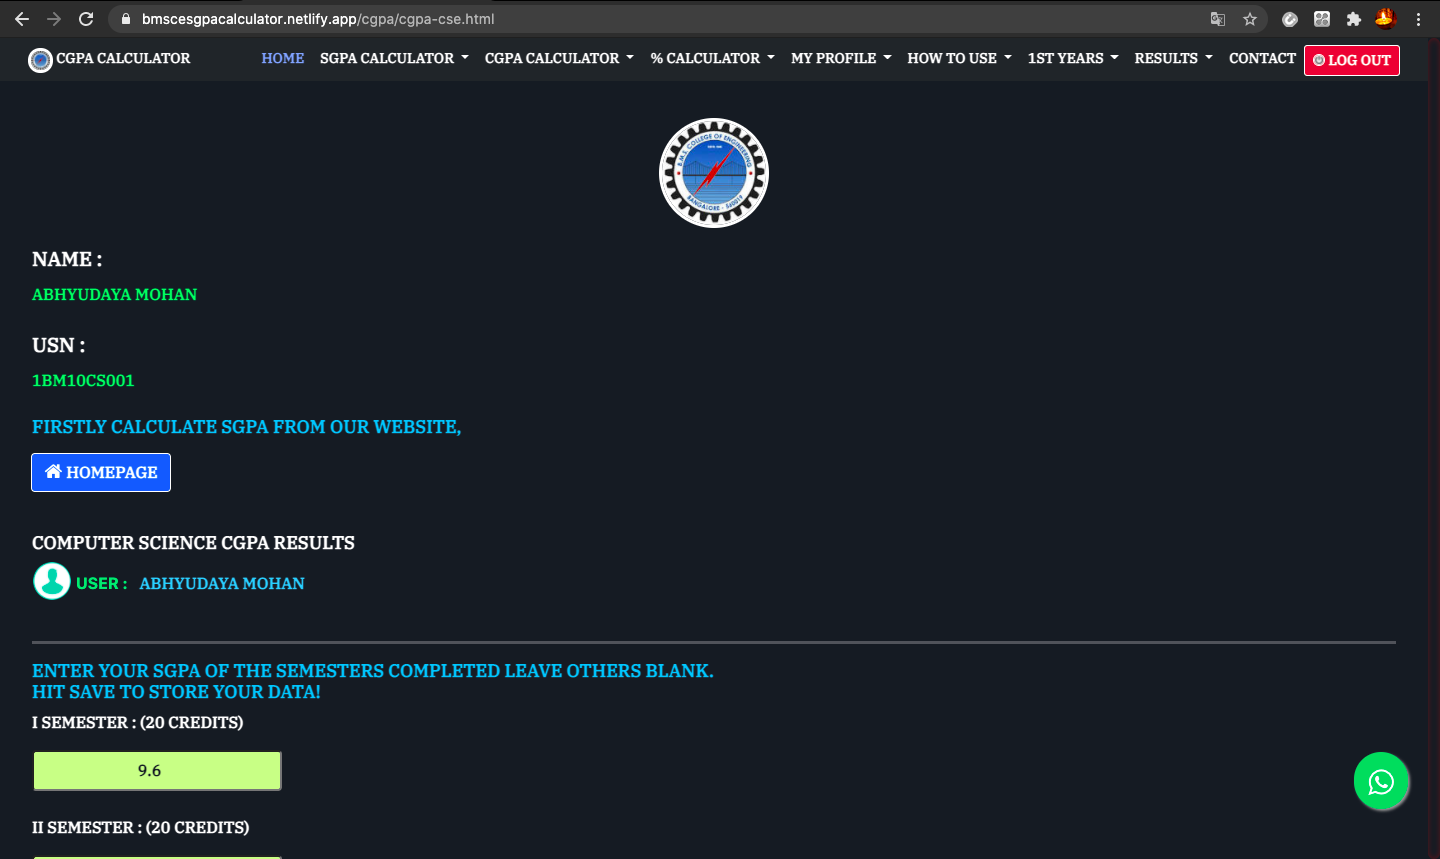 bmscesgpacalculator.netlify.app/cgpa/cgpa-cse.html
CGPA CALCULATOR HOME SGPA CALCULATOR CGPA CALCULATOR % CALCULATOR MY PROFILE HOW TO USE 1ST YEARS RESULTS CONTACT LOG OUT
B.M.S. COLLEGE OF ENGINEERING
BANGALORE - 560019
NAME :
ABHYUDAYA MOHAN
USN :
1BM10CS001
FIRSTLY CALCULATE SGPA FROM OUR WEBSITE,
HOMEPAGE
COMPUTER SCIENCE CGPA RESULTS
USER : ABHYUDAYA MOHAN
ENTER YOUR SGPA OF THE SEMESTERS COMPLETED LEAVE OTHERS BLANK.
HIT SAVE TO STORE YOUR DATA!
I SEMESTER : (20 CREDITS)
9.6
II SEMESTER : (20 CREDITS)